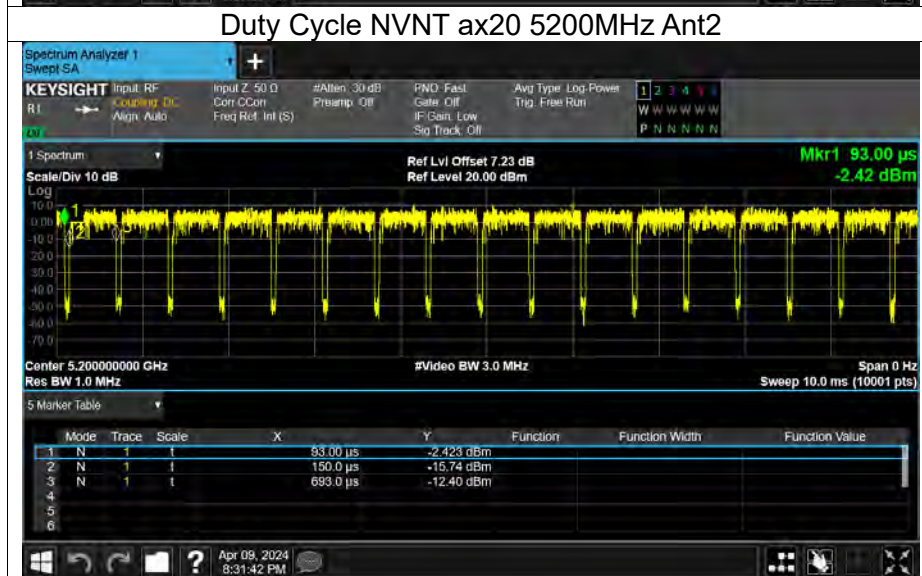 Duty Cycle NVNT ax20 5200MHz Ant2
Spectrum Analyzer 1
Swept SA
+
KEYSIGHT Input: RF Input Z: 50 Ω #Atten: 30 dB PNO: Fast Avg Type: Log-Power 1 2 3 4 5 6
R1 Coupling: DC Corr CCorr Preamp: Off Gate: Off Trig: Free Run W W W W W W
Align: Auto Freq Ref: Int (S) IF Gain: Low
Sig Track: Off P N N N N N
1 Spectrum Ref Lvl Offset 7.23 dB Mkr1 93.00 µs
Scale/Div 10 dB Ref Level 20.00 dBm -2.42 dBm
Log
10.0
0.00
-10.0
-20.0
-30.0
-40.0
-50.0
-60.0
-70.0
1
2
3
Center 5.200000000 GHz #Video BW 3.0 MHz Span 0 Hz
Res BW 1.0 MHz Sweep 10.0 ms (10001 pts)
5 Marker Table
Mode Trace Scale X Y Function Function Width Function Value
1 N 1 t 93.00 µs -2.423 dBm
2 N 1 t 150.0 µs -15.74 dBm
3 N 1 t 693.0 µs -12.40 dBm
4
5
6
? Apr 09, 2024
8:31:42 PM